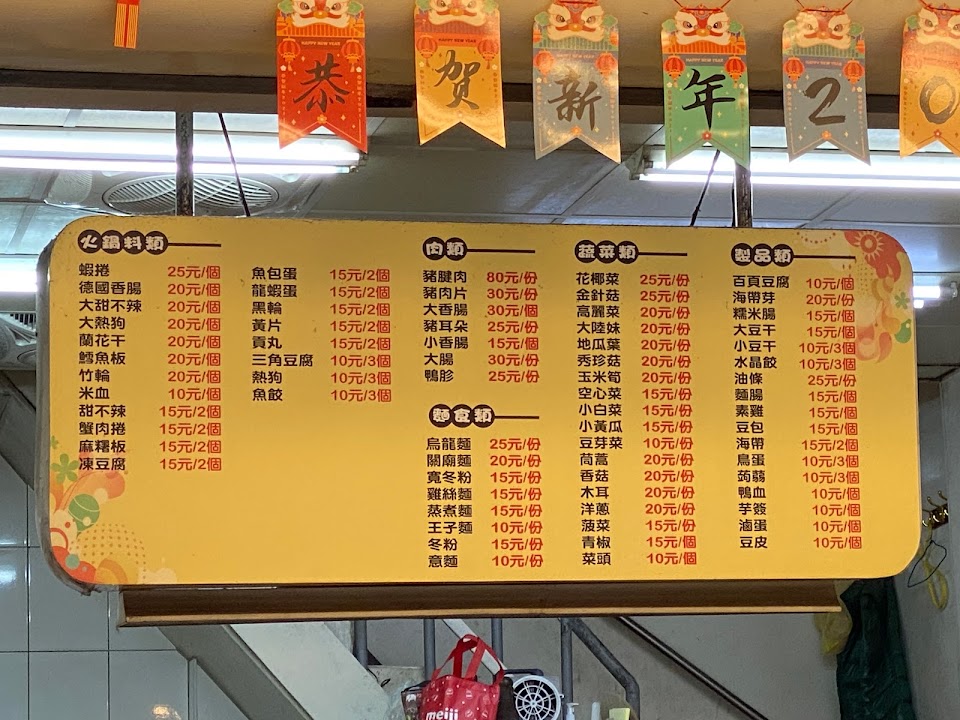 恭
賀
新
年
2
0
HAPPY NEW YEAR
HAPPY NEW YEAR
HAPPY NEW YEAR
HAPPY NEW YEAR
HAPPY NEW YEAR
火鍋料類
蝦捲 25元/個
德國香腸 20元/個
大甜不辣 20元/個
大熱狗 20元/個
蘭花干 20元/個
鱈魚板 20元/個
竹輪 20元/個
米血 10元/個
甜不辣 15元/2個
蟹肉捲 15元/2個
麻糬板 15元/2個
凍豆腐 15元/2個
魚包蛋 15元/2個
龍蝦蛋 15元/2個
黑輪 15元/2個
黃片 15元/2個
貢丸 15元/2個
三角豆腐 10元/3個
熱狗 10元/3個
魚餃 10元/3個
肉類
豬腱肉 80元/份
豬肉片 30元/份
大香腸 30元/個
豬耳朵 25元/份
小香腸 15元/個
大腸 30元/份
鴨胗 25元/份
麵食類
烏龍麵 25元/份
關廟麵 20元/份
寬冬粉 15元/份
雞絲麵 15元/份
蒸煮麵 15元/份
王子麵 10元/份
冬粉 15元/份
意麵 10元/份
蔬菜類
花椰菜 25元/份
金針菇 25元/份
高麗菜 20元/份
大陸妹 20元/份
地瓜葉 20元/份
秀珍菇 20元/份
玉米筍 20元/份
空心菜 15元/份
小白菜 15元/份
小黃瓜 15元/份
豆芽菜 10元/份
茼蒿 20元/份
香菇 20元/份
木耳 20元/份
洋蔥 20元/份
菠菜 15元/份
青椒 15元/個
菜頭 10元/個
製品類
百頁豆腐 10元/個
海帶芽 20元/份
糯米腸 15元/個
大豆干 15元/個
小豆干 10元/3個
水晶餃 10元/3個
油條 25元/份
麵腸 15元/個
素雞 15元/個
豆包 15元/個
海帶 15元/2個
鳥蛋 10元/3個
蒟蒻 10元/3個
鴨血 10元/個
芋簽 10元/個
滷蛋 10元/個
豆皮 10元/個
meiji